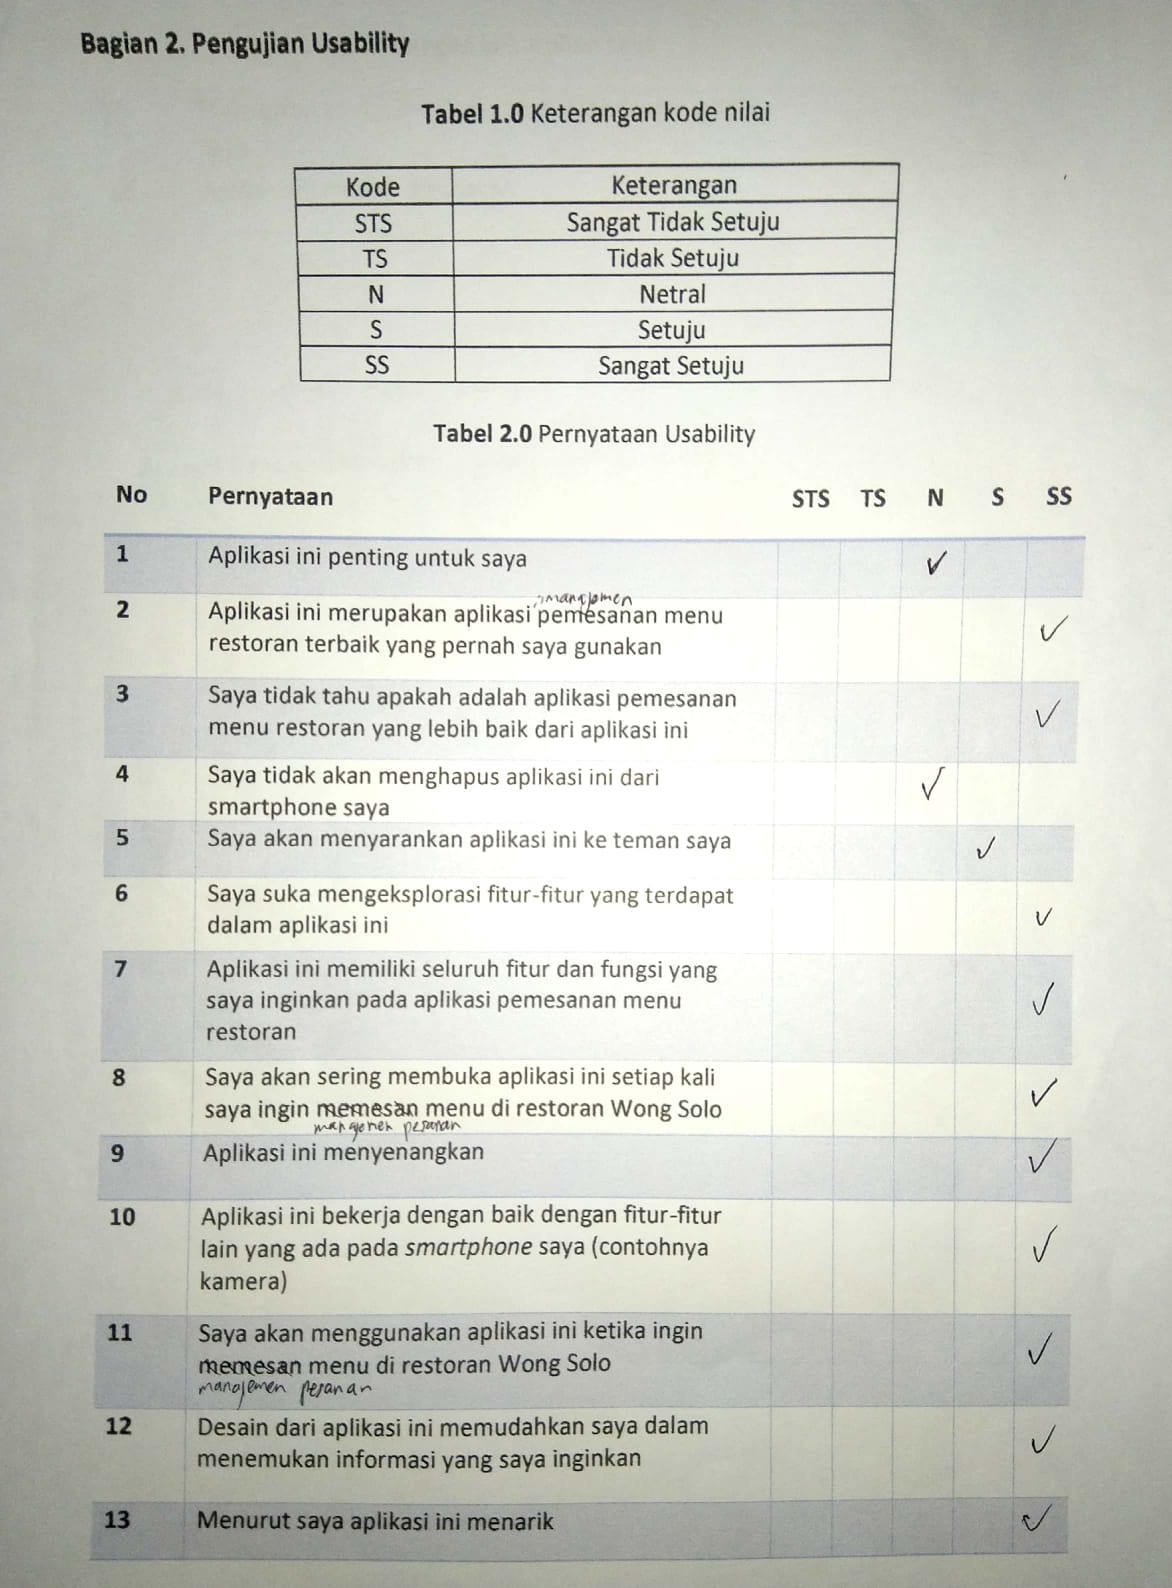 Bagian 2. Pengujian Usability
Tabel 1.0 Keterangan kode nilai
Kode Keterangan
STS Sangat Tidak Setuju
TS Tidak Setuju
N Netral
S Setuju
SS Sangat Setuju
Tabel 2.0 Pernyataan Usability
No Pernyataan STS TS N S SS
1 Aplikasi ini penting untuk saya ✓
manajemen
2 Aplikasi ini merupakan aplikasi pemesanan menu
restoran terbaik yang pernah saya gunakan ✓
3 Saya tidak tahu apakah adalah aplikasi pemesanan
menu restoran yang lebih baik dari aplikasi ini ✓
4 Saya tidak akan menghapus aplikasi ini dari
smartphone saya ✓
5 Saya akan menyarankan aplikasi ini ke teman saya ✓
6 Saya suka mengeksplorasi fitur-fitur yang terdapat
dalam aplikasi ini ✓
7 Aplikasi ini memiliki seluruh fitur dan fungsi yang
saya inginkan pada aplikasi pemesanan menu ✓
restoran
8 Saya akan sering membuka aplikasi ini setiap kali
saya ingin memesan menu di restoran Wong Solo ✓
manajemen pesanan
9 Aplikasi ini menyenangkan ✓
10 Aplikasi ini bekerja dengan baik dengan fitur-fitur
lain yang ada pada smartphone saya (contohnya ✓
kamera)
11 Saya akan menggunakan aplikasi ini ketika ingin
memesan menu di restoran Wong Solo ✓
manajemen pesanan
12 Desain dari aplikasi ini memudahkan saya dalam
menemukan informasi yang saya inginkan ✓
13 Menurut saya aplikasi ini menarik ✓